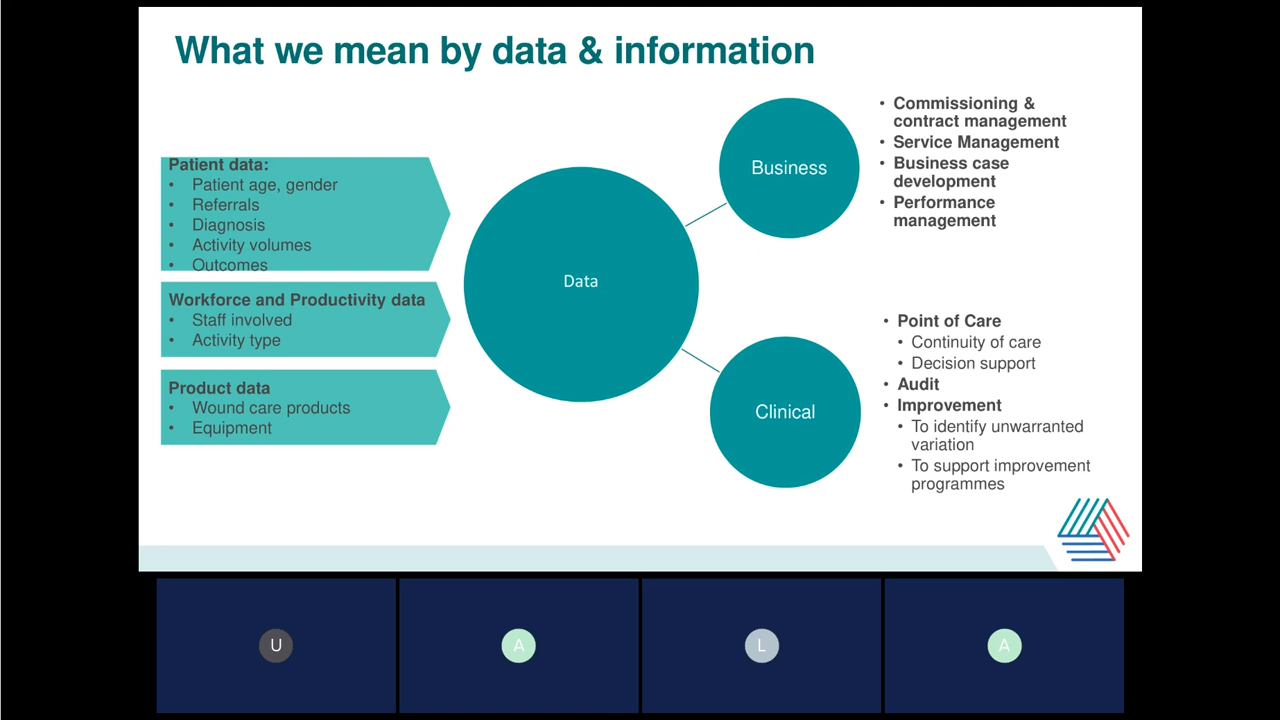 What we mean by data & information
Patient data:
• Patient age, gender
• Referrals
• Diagnosis
• Activity volumes
• Outcomes
Workforce and Productivity data
• Staff involved
• Activity type
Product data
• Wound care products
• Equipment
Data
Business
• Commissioning &
contract management
• Service Management
• Business case
development
• Performance
management
Clinical
• Point of Care
• Continuity of care
• Decision support
• Audit
• Improvement
• To identify unwarranted
variation
• To support improvement
programmes
U
A
L
A